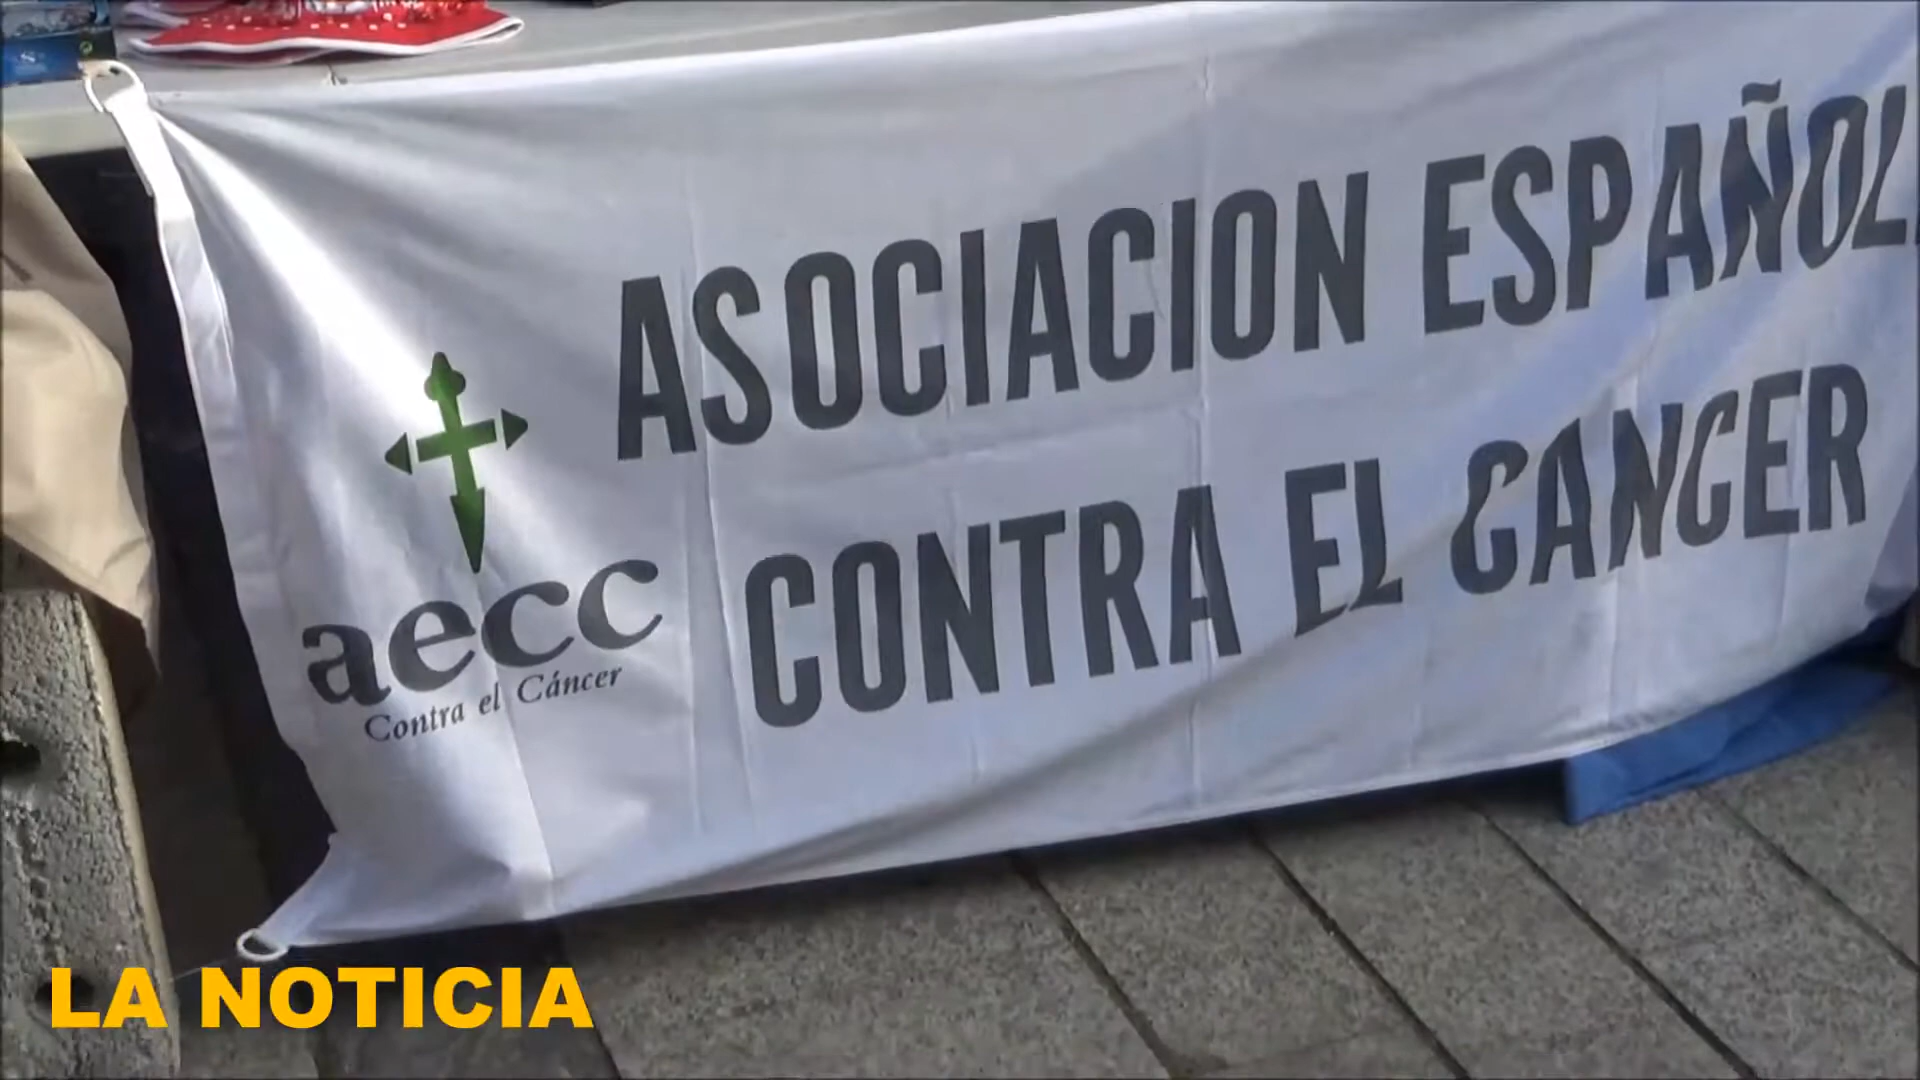 ASOCIACION ESPAÑOL
CONTRA EL CANCER
aecc
Contra el Cáncer
LA NOTICIA